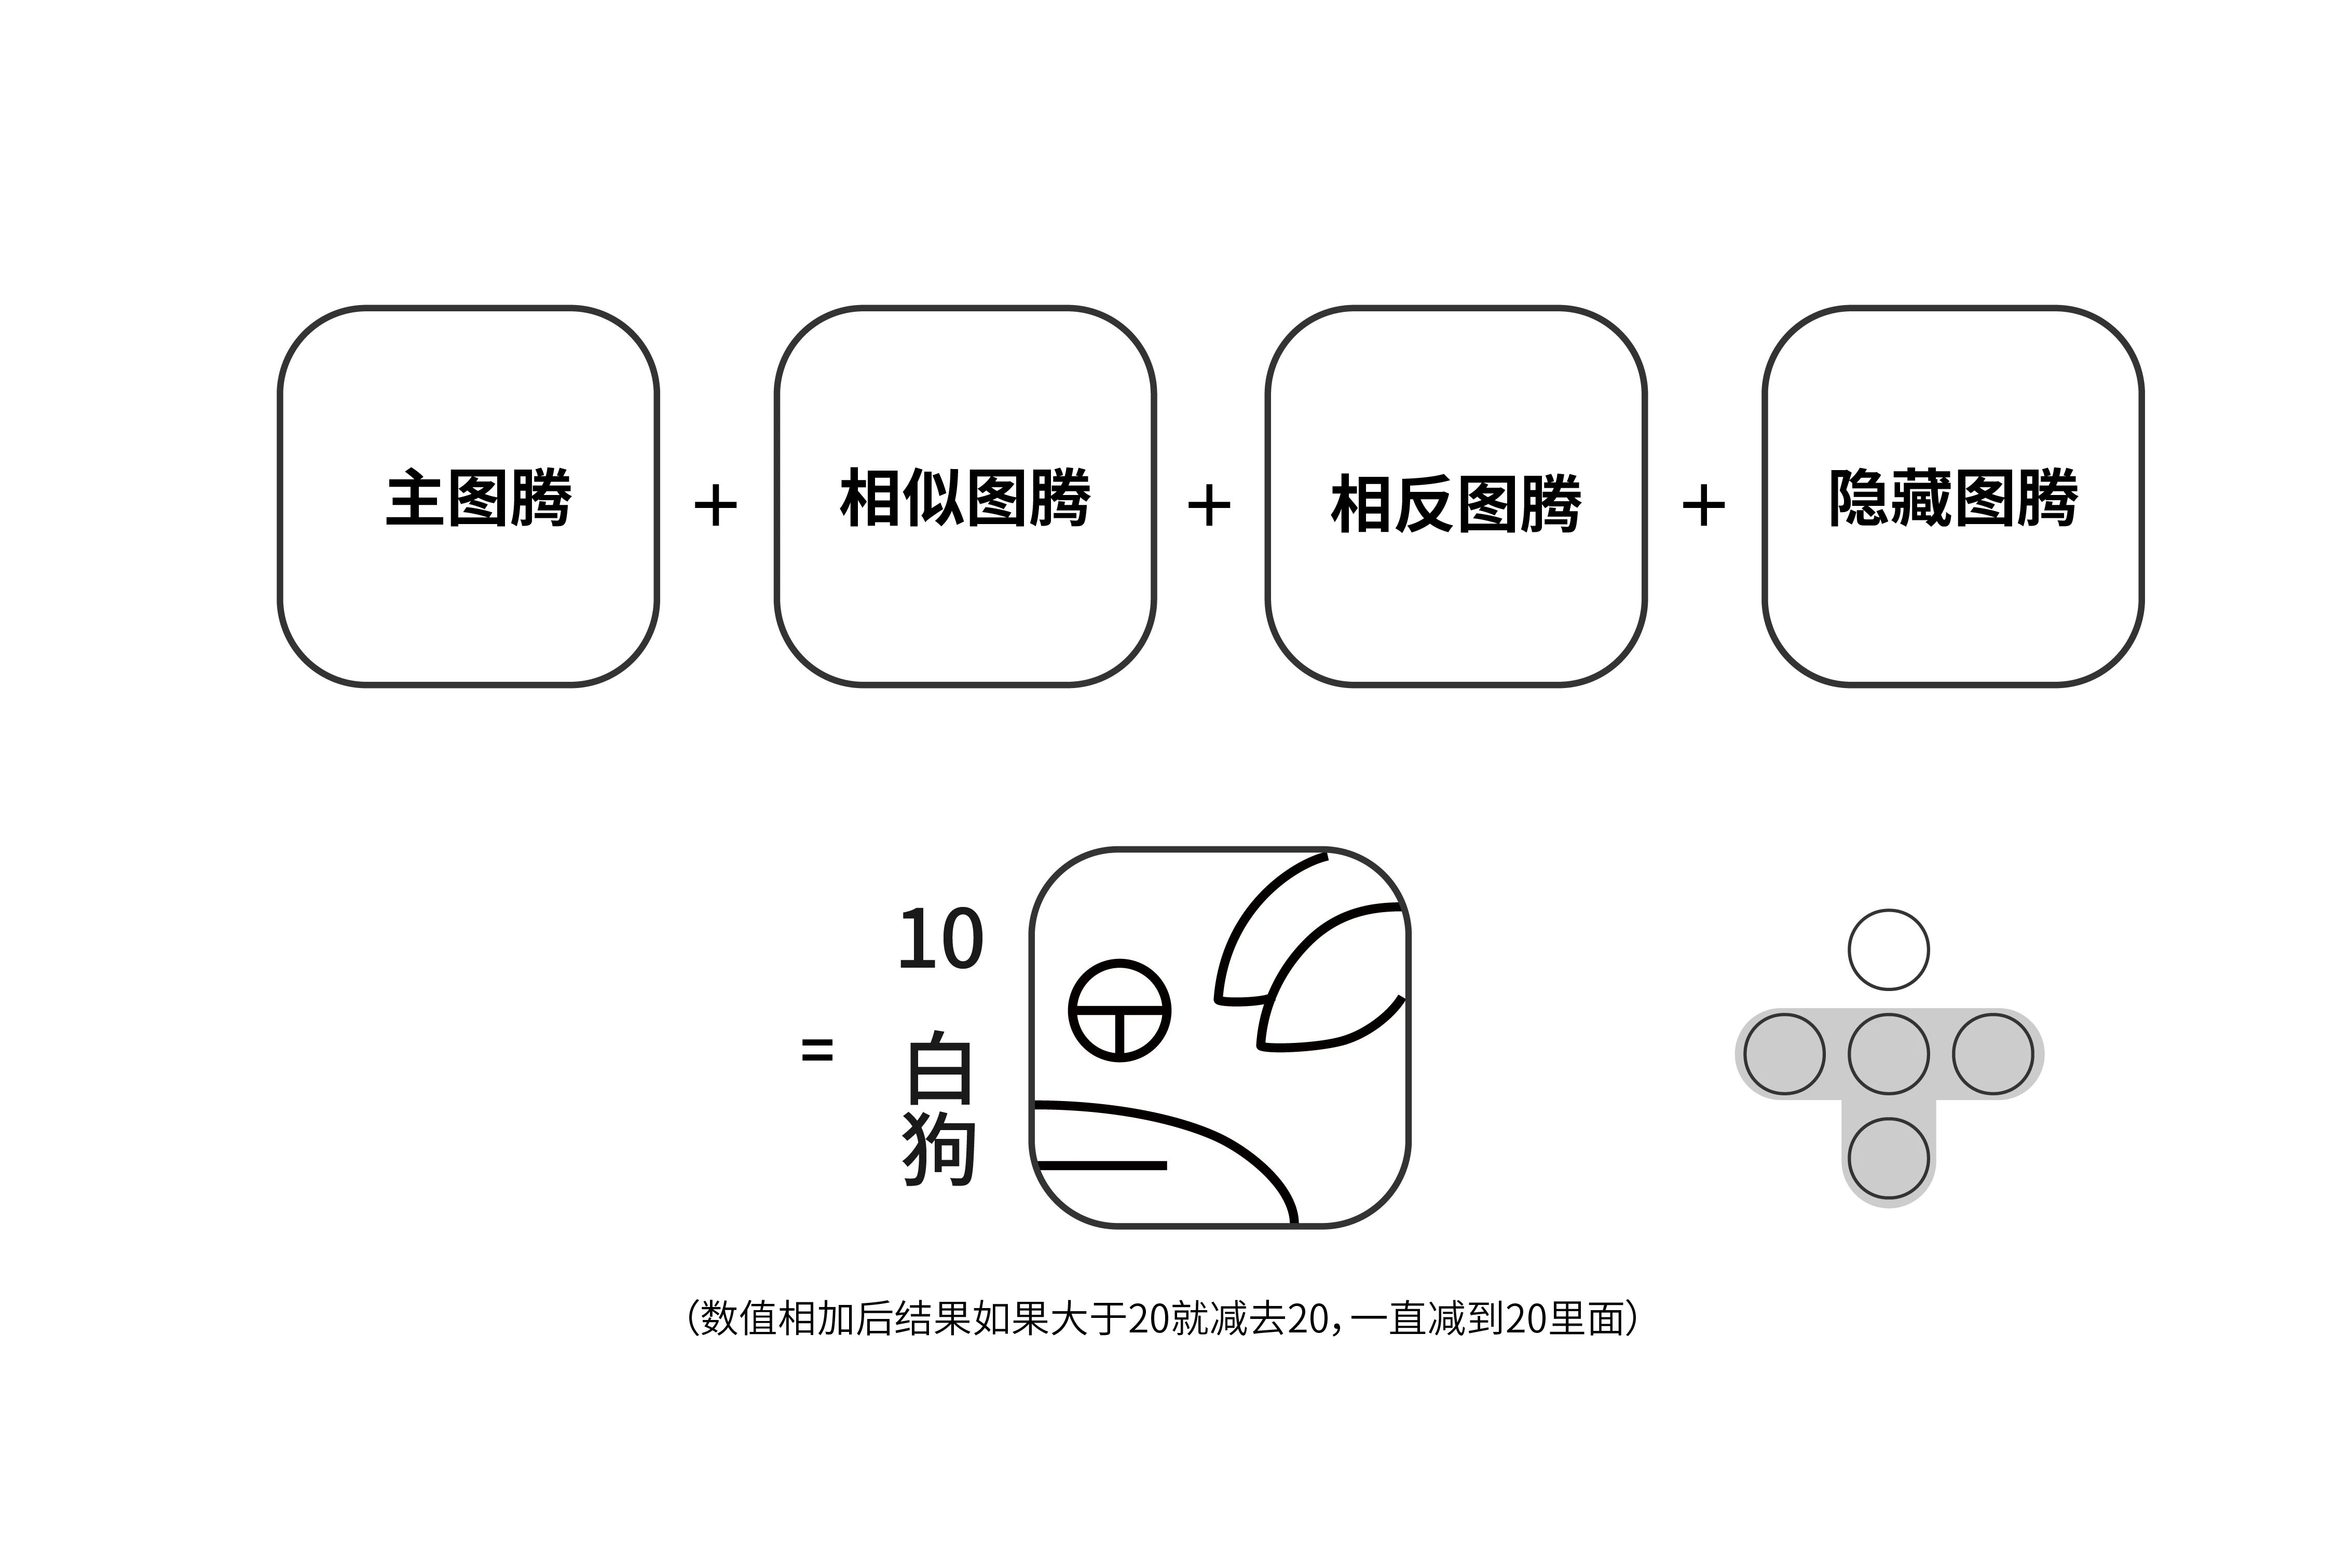 主图腾 + 相似图腾 + 相反图腾 + 隐藏图腾
10
=
白
狗
（数值相加后结果如果大于20就减去20，一直减到20里面）